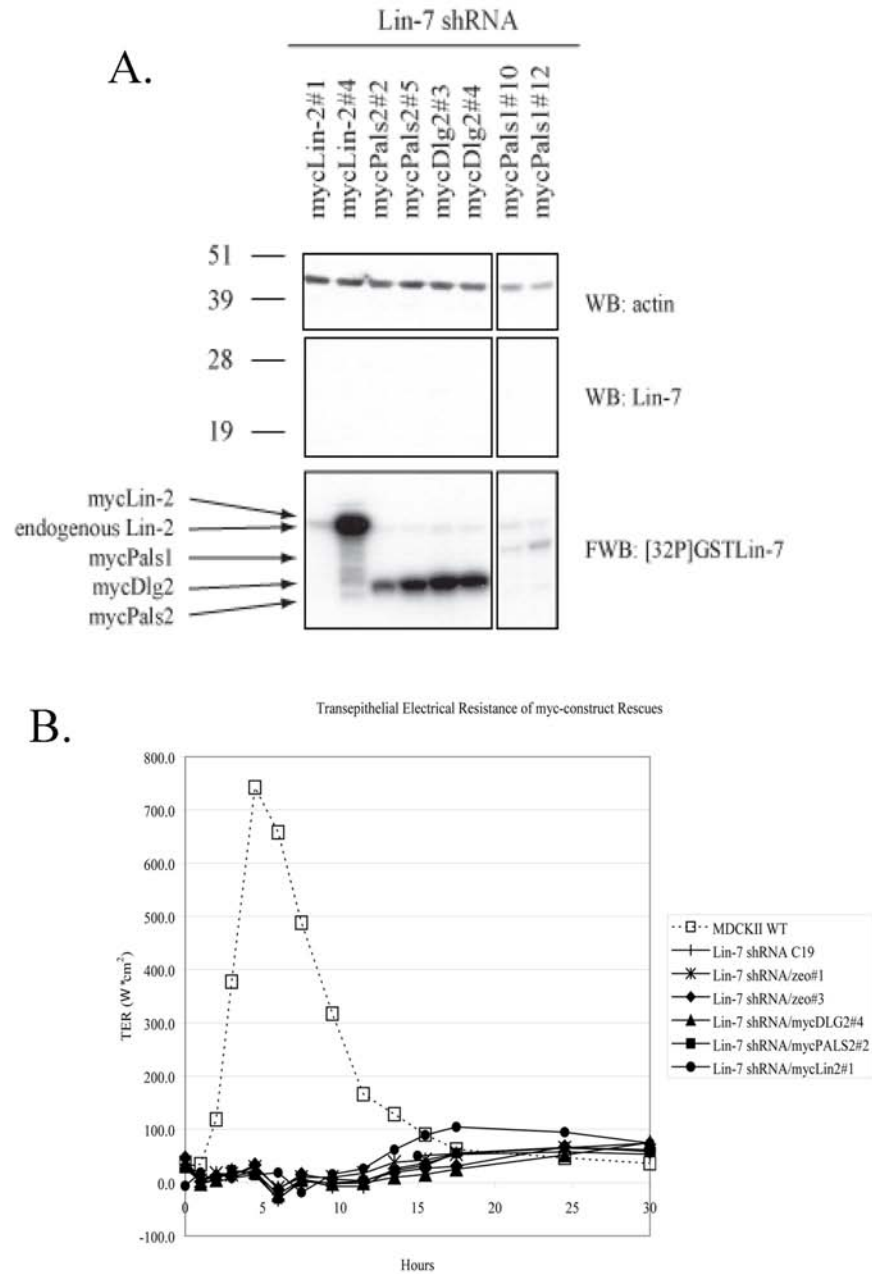 Lin-7 shRNA
A.
mycLin-2#1
mycLin-2#4
mycPals2#2
mycPals2#5
mycDlg2#3
mycDlg2#4
mycPals1#10
mycPals1#12
51
39
WB: actin
28
19
WB: Lin-7
mycLin-2
endogenous Lin-2
mycPals1
mycDlg2
mycPals2
FWB: [32P]GSTLin-7
B.
Transepithelial Electrical Resistance of myc-construct Rescues
800.0
700.0
600.0
500.0
400.0
300.0
200.0
100.0
0.0
-100.0
TER (W*cm²)
0 5 10 15 20 25 30
Hours
MDCKII WT
Lin-7 shRNA C19
Lin-7 shRNA/zeo#1
Lin-7 shRNA/zeo#3
Lin-7 shRNA/mycDLG2#4
Lin-7 shRNA/mycPALS2#2
Lin-7 shRNA/mycLin2#1